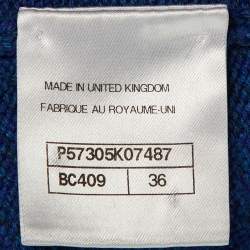 MADE IN UNITED KINGDOM
FABRIQUE AU ROYAUME-UNI
P57305K07487
BC409 36